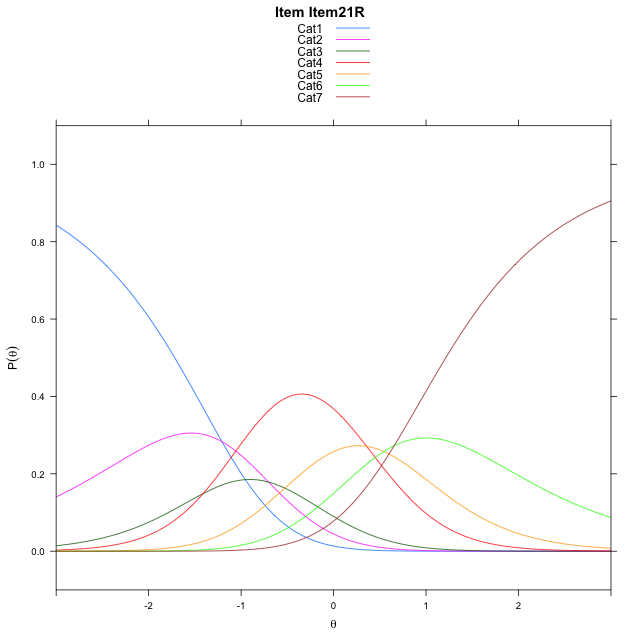 Item Item21R
Cat1
Cat2
Cat3
Cat4
Cat5
Cat6
Cat7
1.0
0.8
0.6
0.4
0.2
0.0
P(θ)
-2 -1 0 1 2
θ